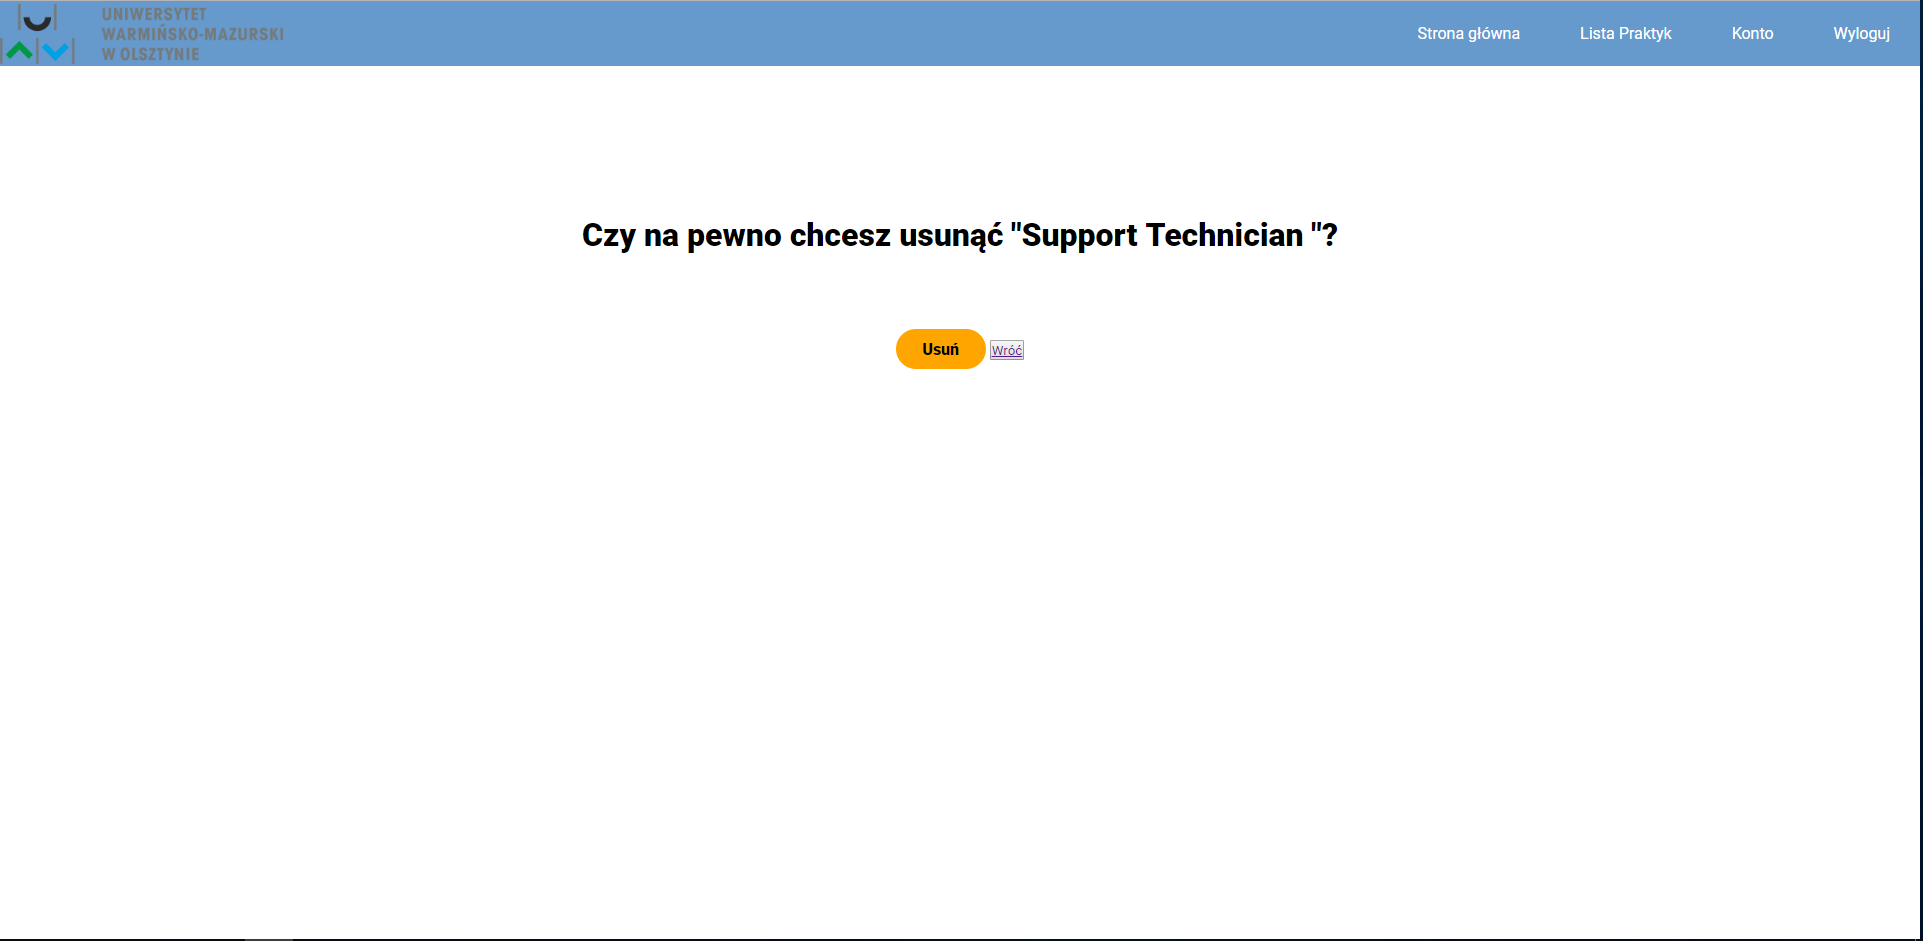 UNIWERSYTET
WARMIŃSKO-MAZURSKI
W OLSZTYNIE
Strona główna Lista Praktyk Konto Wyloguj
Czy na pewno chcesz usunąć "Support Technician "?
Usuń Wróć